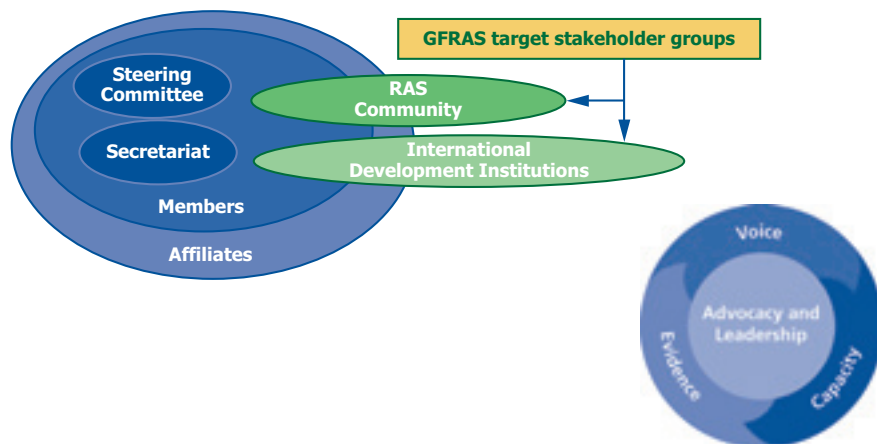 GFRAS target stakeholder groups
Steering
Committee
RAS
Community
Secretariat
International
Development Institutions
Members
Affiliates
Voice
Advocacy and
Leadership
Evidence
Capacity